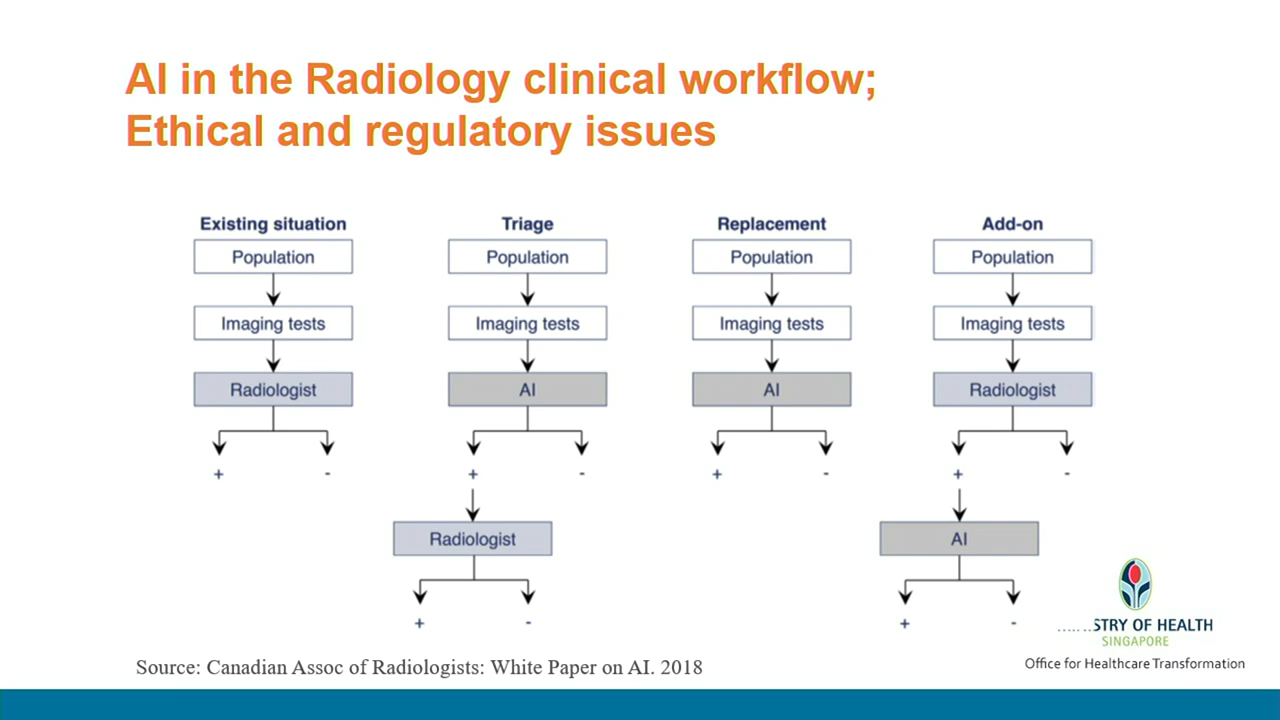 AI in the Radiology clinical workflow;
Ethical and regulatory issues
Existing situation
Population
Imaging tests
Radiologist
+ -
Triage
Population
Imaging tests
AI
+ -
Radiologist
+ -
Replacement
Population
Imaging tests
AI
+ -
Add-on
Population
Imaging tests
Radiologist
+ -
AI
+ -
STRY OF HEALTH
SINGAPORE
Office for Healthcare Transformation
Source: Canadian Assoc of Radiologists: White Paper on AI. 2018